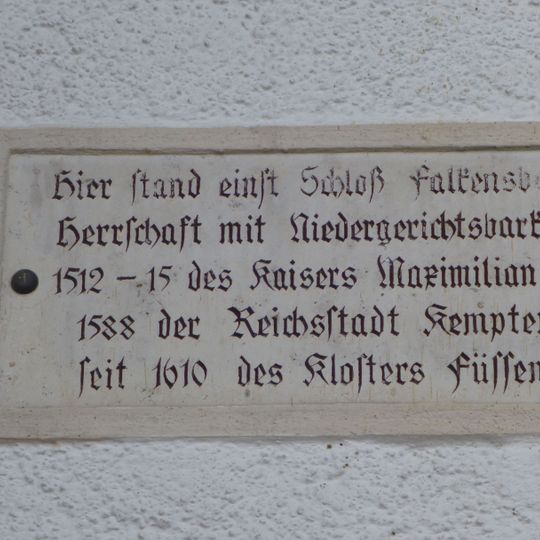 Hier stand einst Schloß Falkensb
Herrschaft mit Niedergerichtsbark
1512 – 15 des Kaisers Maximilian
1588 der Reichsstadt Kempten
seit 1610 des Klosters Füssen